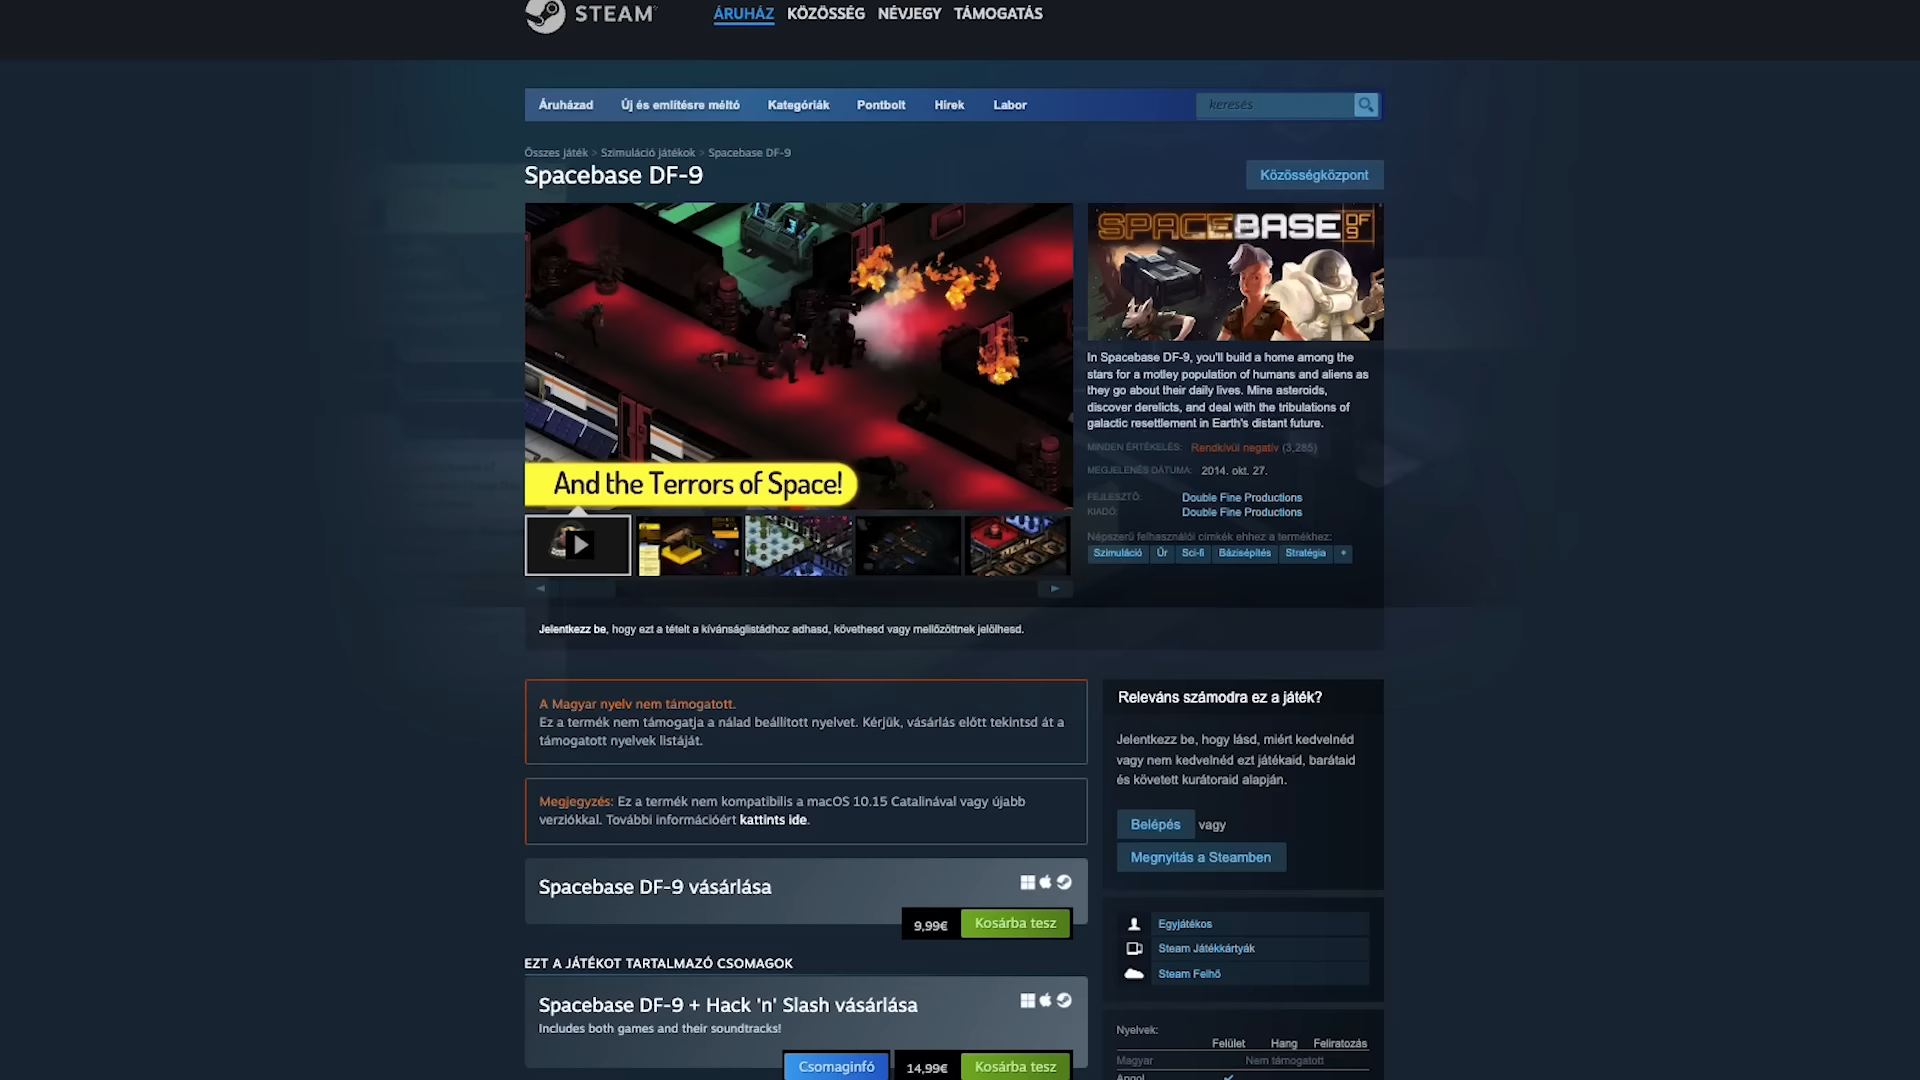 STEAM
ÁRUHÁZ KÖZÖSSÉG NÉVJEGY TÁMOGATÁS
Áruházad Új és említésre méltó Kategóriák Pontbolt Hírek Labor keresés
Összes játék > Szimuláció játékok > Spacebase DF-9
Spacebase DF-9
Közösségközpont
SPACEBASE DF 9
And the Terrors of Space!
In Spacebase DF-9, you'll build a home among the
stars for a motley population of humans and aliens as
they go about their daily lives. Mine asteroids,
discover derelicts, and deal with the tribulations of
galactic resettlement in Earth's distant future.
MINDEN ÉRTÉKELÉS: Rendkívül negatív (3,285)
MEGJELENÉS DÁTUMA: 2014. okt. 27.
FEJLESZTŐ: Double Fine Productions
KIADÓ: Double Fine Productions
Népszerű felhasználói címkék ehhez a termékhez:
Szimuláció Űr Sci-fi Bázisépítés Stratégia +
Jelentkezz be, hogy ezt a tételt a kívánságlistádhoz adhasd, követhesd vagy mellőzöttnek jelölhesd.
A Magyar nyelv nem támogatott.
Ez a termék nem támogatja a nálad beállított nyelvet. Kérjük, vásárlás előtt tekintsd át a
támogatott nyelvek listáját.
Megjegyzés: Ez a termék nem kompatibilis a macOS 10.15 Catalinával vagy újabb
verziókkal. További információért kattints ide.
Spacebase DF-9 vásárlása
9,99€ Kosárba tesz
EZT A JÁTÉKOT TARTALMAZÓ CSOMAGOK
Spacebase DF-9 + Hack 'n' Slash vásárlása
Includes both games and their soundtracks!
Csomaginfó 14,99€ Kosárba tesz
Releváns számodra ez a játék?
Jelentkezz be, hogy lásd, miért kedvelnéd
vagy nem kedvelnéd ezt játékaid, barátaid
és követett kurátoraid alapján.
Belépés vagy
Megnyitás a Steamben
Egyjátékos
Steam Játékkártyák
Steam Felhő
Nyelvek:
Felület Hang Feliratozás
Magyar Nem támogatott
Angol